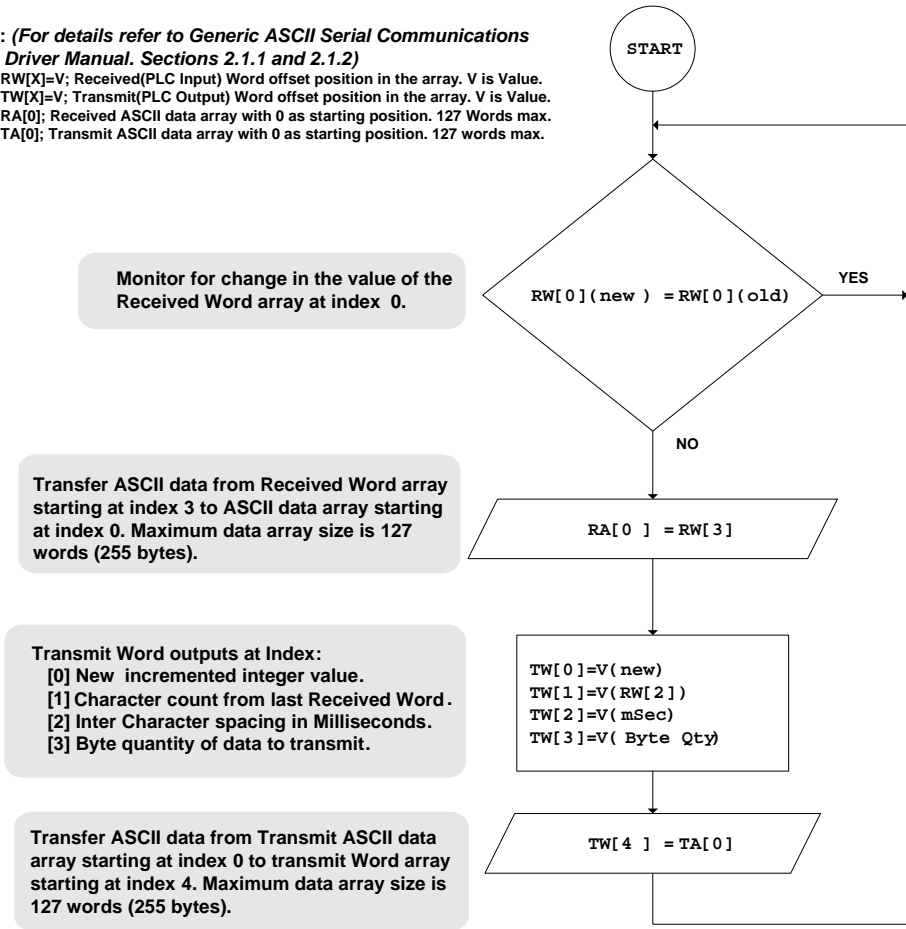 : (For details refer to Generic ASCII Serial Communications
Driver Manual. Sections 2.1.1 and 2.1.2)
RW[X]=V; Received(PLC Input) Word offset position in the array. V is Value.
TW[X]=V; Transmit(PLC Output) Word offset position in the array. V is Value.
RA[0]; Received ASCII data array with 0 as starting position. 127 Words max.
TA[0]; Transmit ASCII data array with 0 as starting position. 127 words max.
START
Monitor for change in the value of the
Received Word array at index 0.
RW[0](new ) = RW[0](old)
YES
NO
Transfer ASCII data from Received Word array
starting at index 3 to ASCII data array starting
at index 0. Maximum data array size is 127
words (255 bytes).
RA[0 ] = RW[3]
Transmit Word outputs at Index:
[0] New incremented integer value.
[1] Character count from last Received Word.
[2] Inter Character spacing in Milliseconds.
[3] Byte quantity of data to transmit.
TW[0]=V(new)
TW[1]=V(RW[2])
TW[2]=V(mSec)
TW[3]=V( Byte Qty)
Transfer ASCII data from Transmit ASCII data
array starting at index 0 to transmit Word array
starting at index 4. Maximum data array size is
127 words (255 bytes).
TW[4 ] = TA[0]